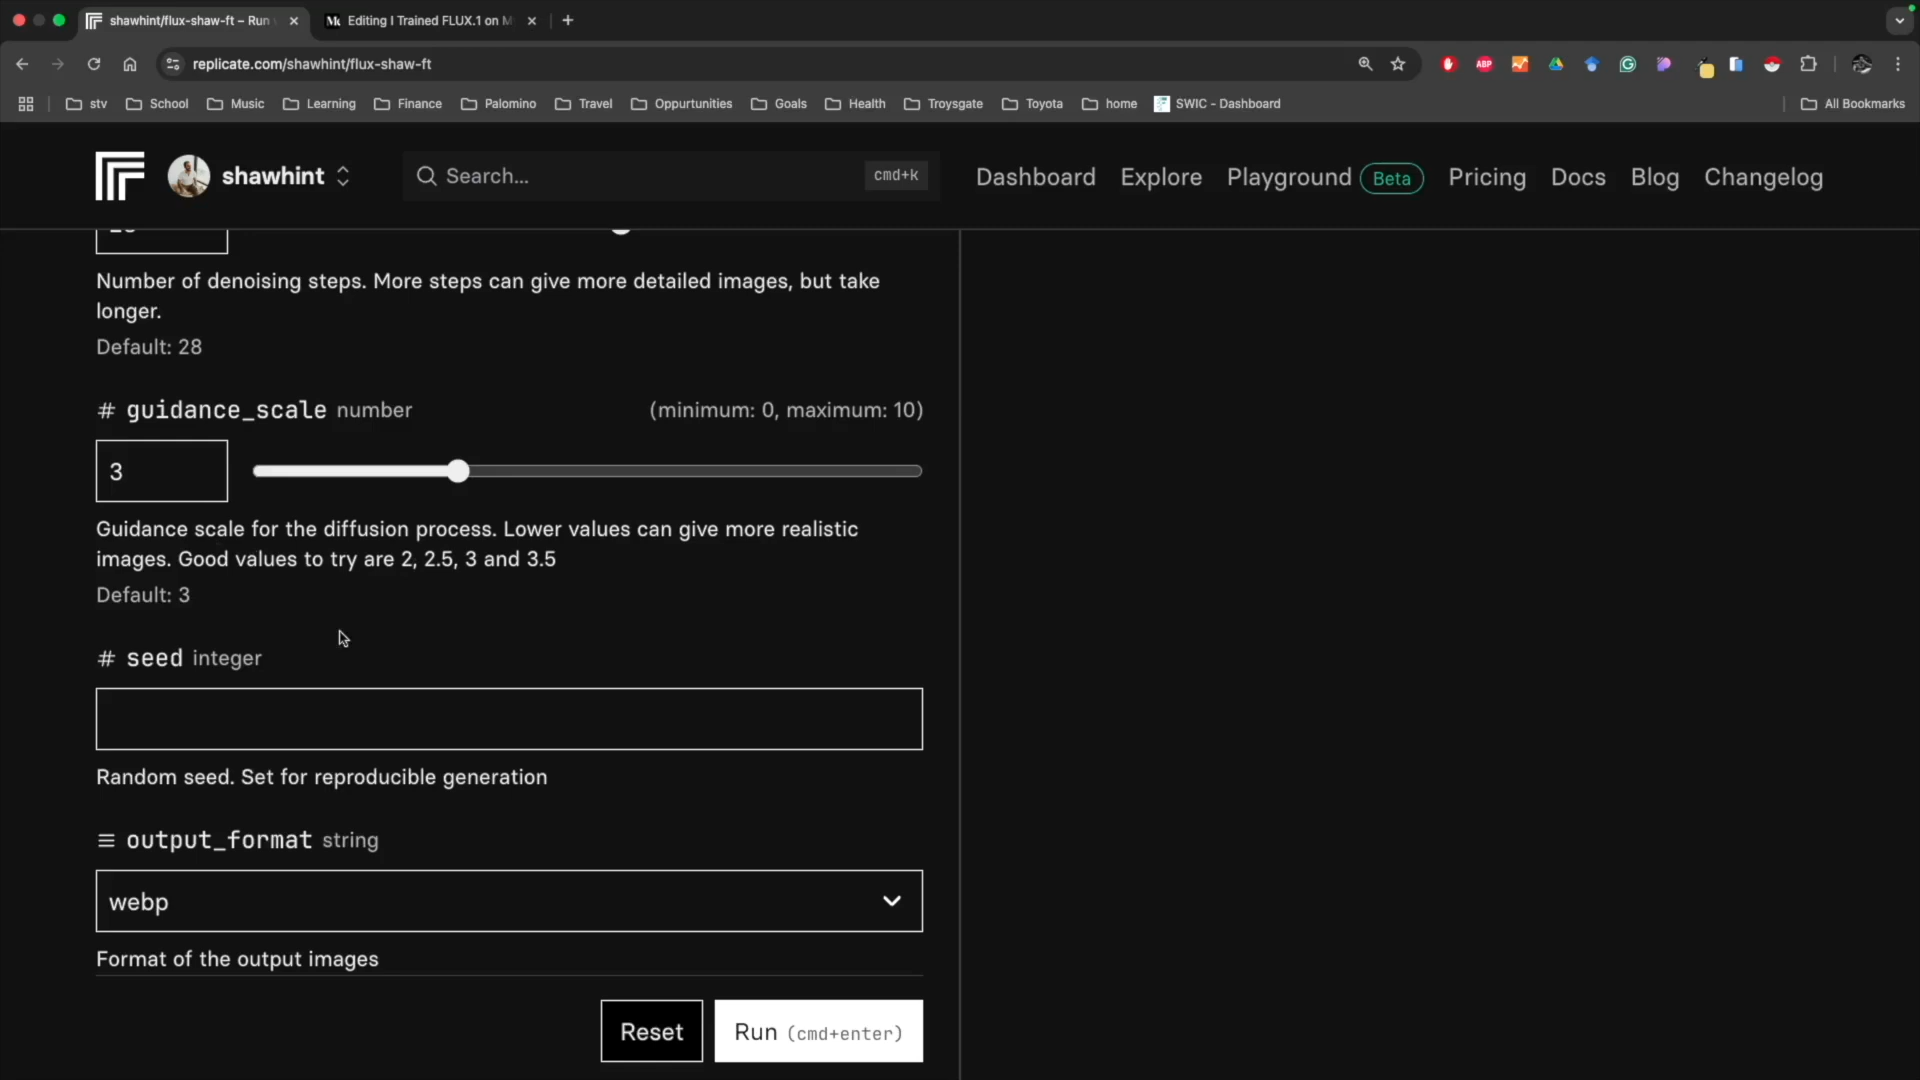 shawhint/flux-shaw-ft – Run
Editing I Trained FLUX.1 on M
replicate.com/shawhint/flux-shaw-ft
ABP
stv
School
Music
Learning
Finance
Palomino
Travel
Oppurtunities
Goals
Health
Troysgate
Toyota
home
SWIC - Dashboard
All Bookmarks
shawhint
Search...
cmd+k
Dashboard
Explore
Playground
Beta
Pricing
Docs
Blog
Changelog
Number of denoising steps. More steps can give more detailed images, but take
longer.
Default: 28
# guidance_scale number
(minimum: 0, maximum: 10)
3
Guidance scale for the diffusion process. Lower values can give more realistic
images. Good values to try are 2, 2.5, 3 and 3.5
Default: 3
# seed integer
Random seed. Set for reproducible generation
output_format string
webp
Format of the output images
Reset
Run (cmd+enter)